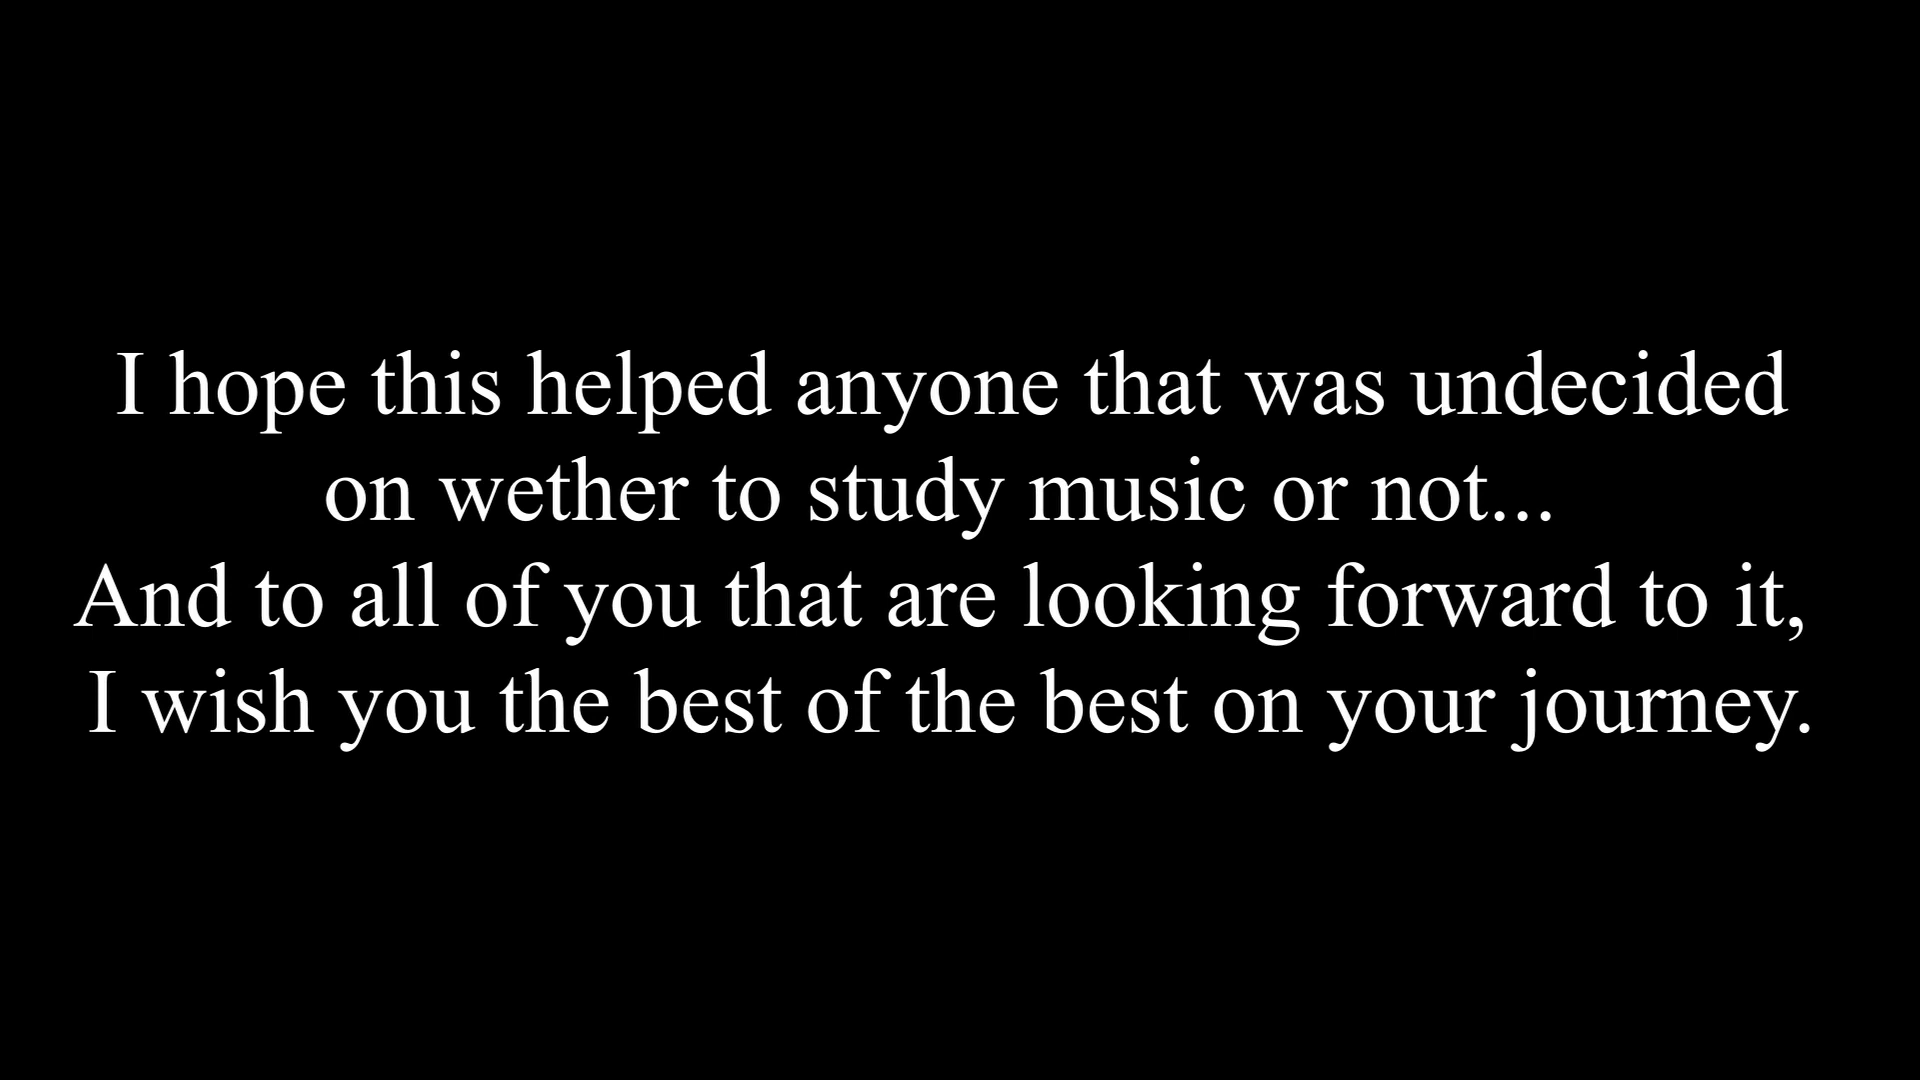 I hope this helped anyone that was undecided
on wether to study music or not...
And to all of you that are looking forward to it,
I wish you the best of the best on your journey.